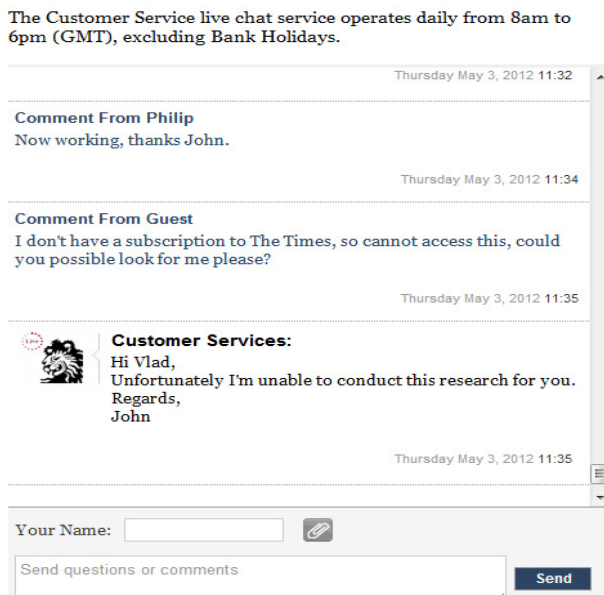 The Customer Service live chat service operates daily from 8am to
6pm (GMT), excluding Bank Holidays.
Thursday May 3, 2012 11:32
Comment From Philip
Now working, thanks John.
Thursday May 3, 2012 11:34
Comment From Guest
I don't have a subscription to The Times, so cannot access this, could
you possible look for me please?
Thursday May 3, 2012 11:35
Live
Customer Services:
Hi Vlad,
Unfortunately I'm unable to conduct this research for you.
Regards,
John
Thursday May 3, 2012 11:35
Your Name:
Send questions or comments
Send